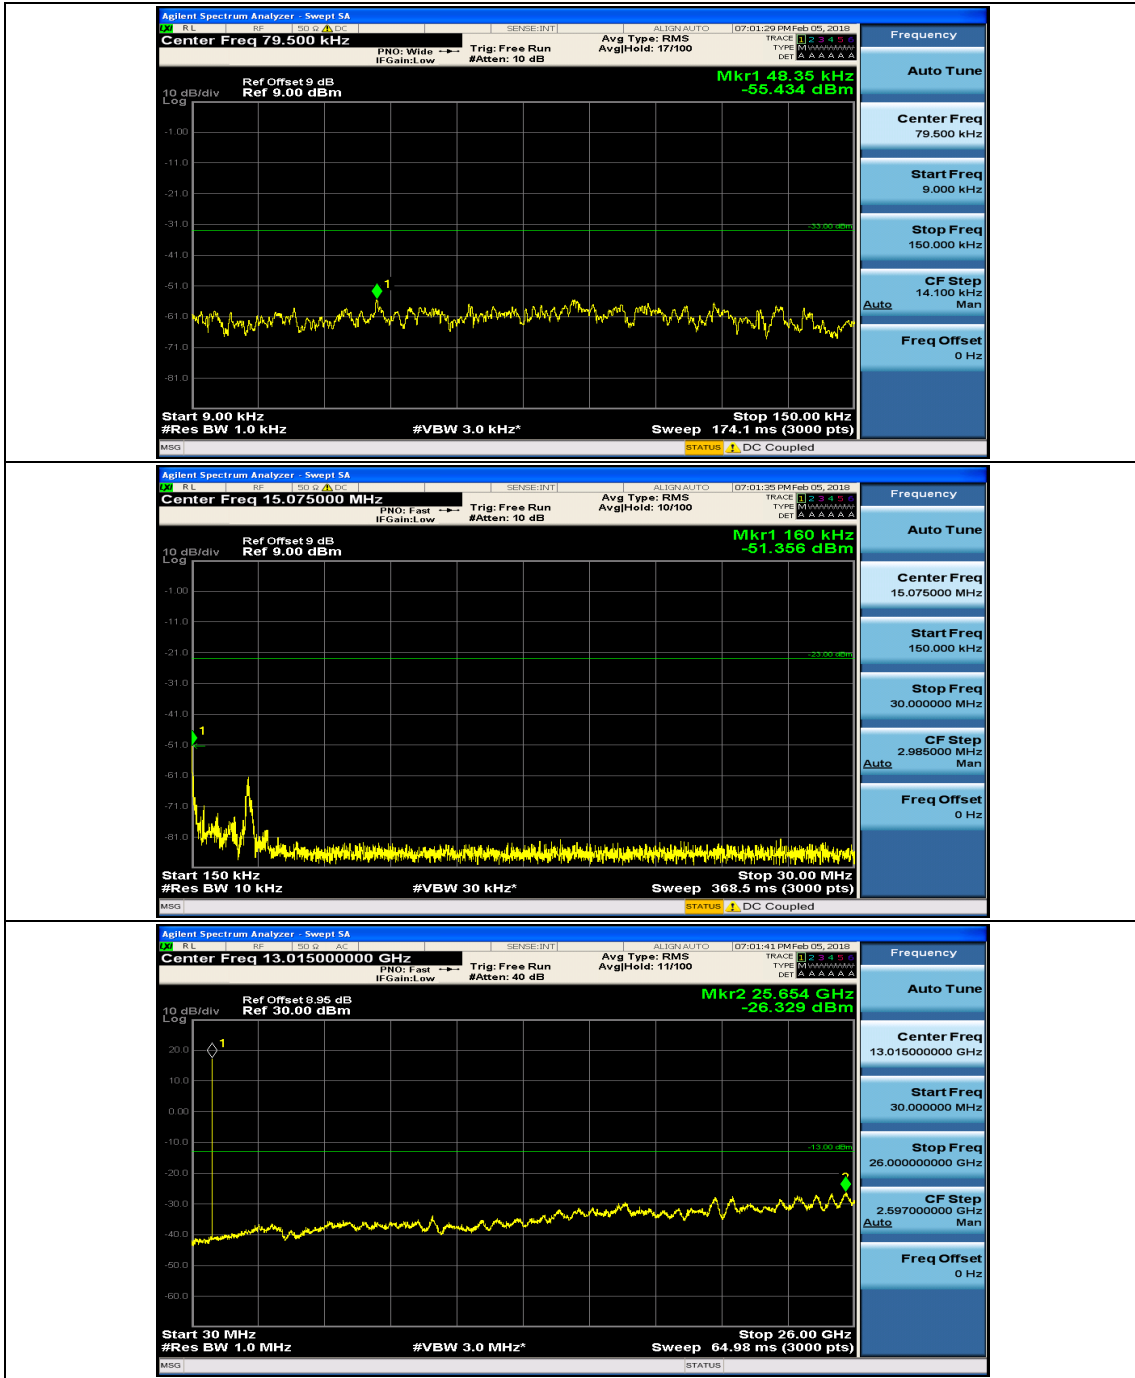 Agilent Spectrum Analyzer - Swept SA
LXI RL RF 50 Ω DC SENSE:INT ALIGN AUTO 07:01:29 PM Feb 05, 2018
Center Freq 79.500 kHz
PNO: Wide Trig: Free Run Avg Type: RMS TRACE 1 2 3 4 5 6
IFGain:Low #Atten: 10 dB Avg|Hold: 17/100 TYPE M
DET A A A A A A
Ref Offset 9 dB Mkr1 48.35 kHz
10 dB/div Ref 9.00 dBm -55.434 dBm
Log
-1.00
-11.0
-21.0
-31.0
-33.00 dBm
-41.0
-51.0
1
-61.0
-71.0
-81.0
Start 9.00 kHz Stop 150.00 kHz
#Res BW 1.0 kHz #VBW 3.0 kHz* Sweep 174.1 ms (3000 pts)
MSG STATUS DC Coupled
Frequency
Auto Tune
Center Freq
79.500 kHz
Start Freq
9.000 kHz
Stop Freq
150.000 kHz
CF Step
14.100 kHz
Auto Man
Freq Offset
0 Hz
Agilent Spectrum Analyzer - Swept SA
LXI RL RF 50 Ω DC SENSE:INT ALIGN AUTO 07:01:35 PM Feb 05, 2018
Center Freq 15.075000 MHz
PNO: Fast Trig: Free Run Avg Type: RMS TRACE 1 2 3 4 5 6
IFGain:Low #Atten: 10 dB Avg|Hold: 10/100 TYPE M
DET A A A A A A
Ref Offset 9 dB Mkr1 160 kHz
10 dB/div Ref 9.00 dBm -51.356 dBm
Log
-1.00
-11.0
-21.0
-23.00 dBm
-31.0
-41.0
1
-51.0
-61.0
-71.0
-81.0
Start 150 kHz Stop 30.00 MHz
#Res BW 10 kHz #VBW 30 kHz* Sweep 368.5 ms (3000 pts)
MSG STATUS DC Coupled
Frequency
Auto Tune
Center Freq
15.075000 MHz
Start Freq
150.000 kHz
Stop Freq
30.000000 MHz
CF Step
2.985000 MHz
Auto Man
Freq Offset
0 Hz
Agilent Spectrum Analyzer - Swept SA
LXI RL RF 50 Ω AC SENSE:INT ALIGN AUTO 07:01:41 PM Feb 05, 2018
Center Freq 13.015000000 GHz
PNO: Fast Trig: Free Run Avg Type: RMS TRACE 1 2 3 4 5 6
IFGain:Low #Atten: 40 dB Avg|Hold: 11/100 TYPE M
DET A A A A A A
Ref Offset 8.95 dB Mkr2 25.654 GHz
10 dB/div Ref 30.00 dBm -26.329 dBm
Log
1
20.0
10.0
0.00
-10.0
-13.00 dBm
-20.0
2
-30.0
-40.0
-50.0
-60.0
Start 30 MHz Stop 26.00 GHz
#Res BW 1.0 MHz #VBW 3.0 MHz* Sweep 64.98 ms (3000 pts)
MSG STATUS
Frequency
Auto Tune
Center Freq
13.015000000 GHz
Start Freq
30.000000 MHz
Stop Freq
26.000000000 GHz
CF Step
2.597000000 GHz
Auto Man
Freq Offset
0 Hz